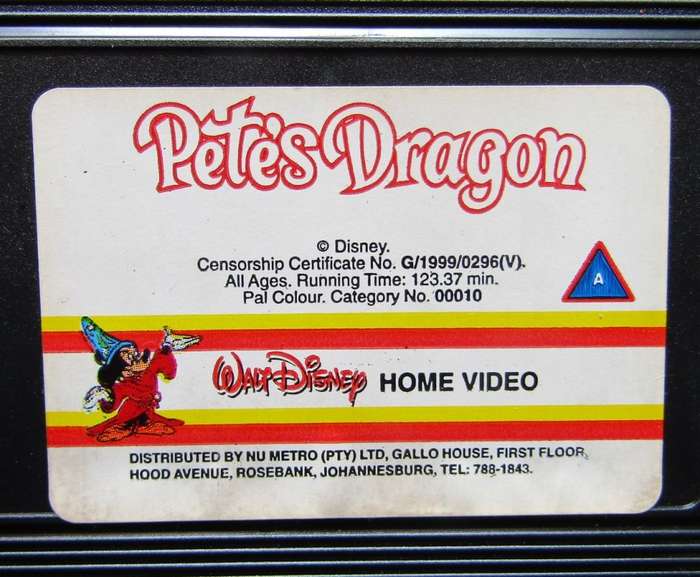 Pete's Dragon
© Disney.
Censorship Certificate No. G/1999/0296(V).
All Ages. Running Time: 123.37 min.
Pal Colour. Category No. 00010
A
WALT DISNEY HOME VIDEO
DISTRIBUTED BY NU METRO (PTY) LTD, GALLO HOUSE, FIRST FLOOR,
HOOD AVENUE, ROSEBANK, JOHANNESBURG, TEL: 788-1843.